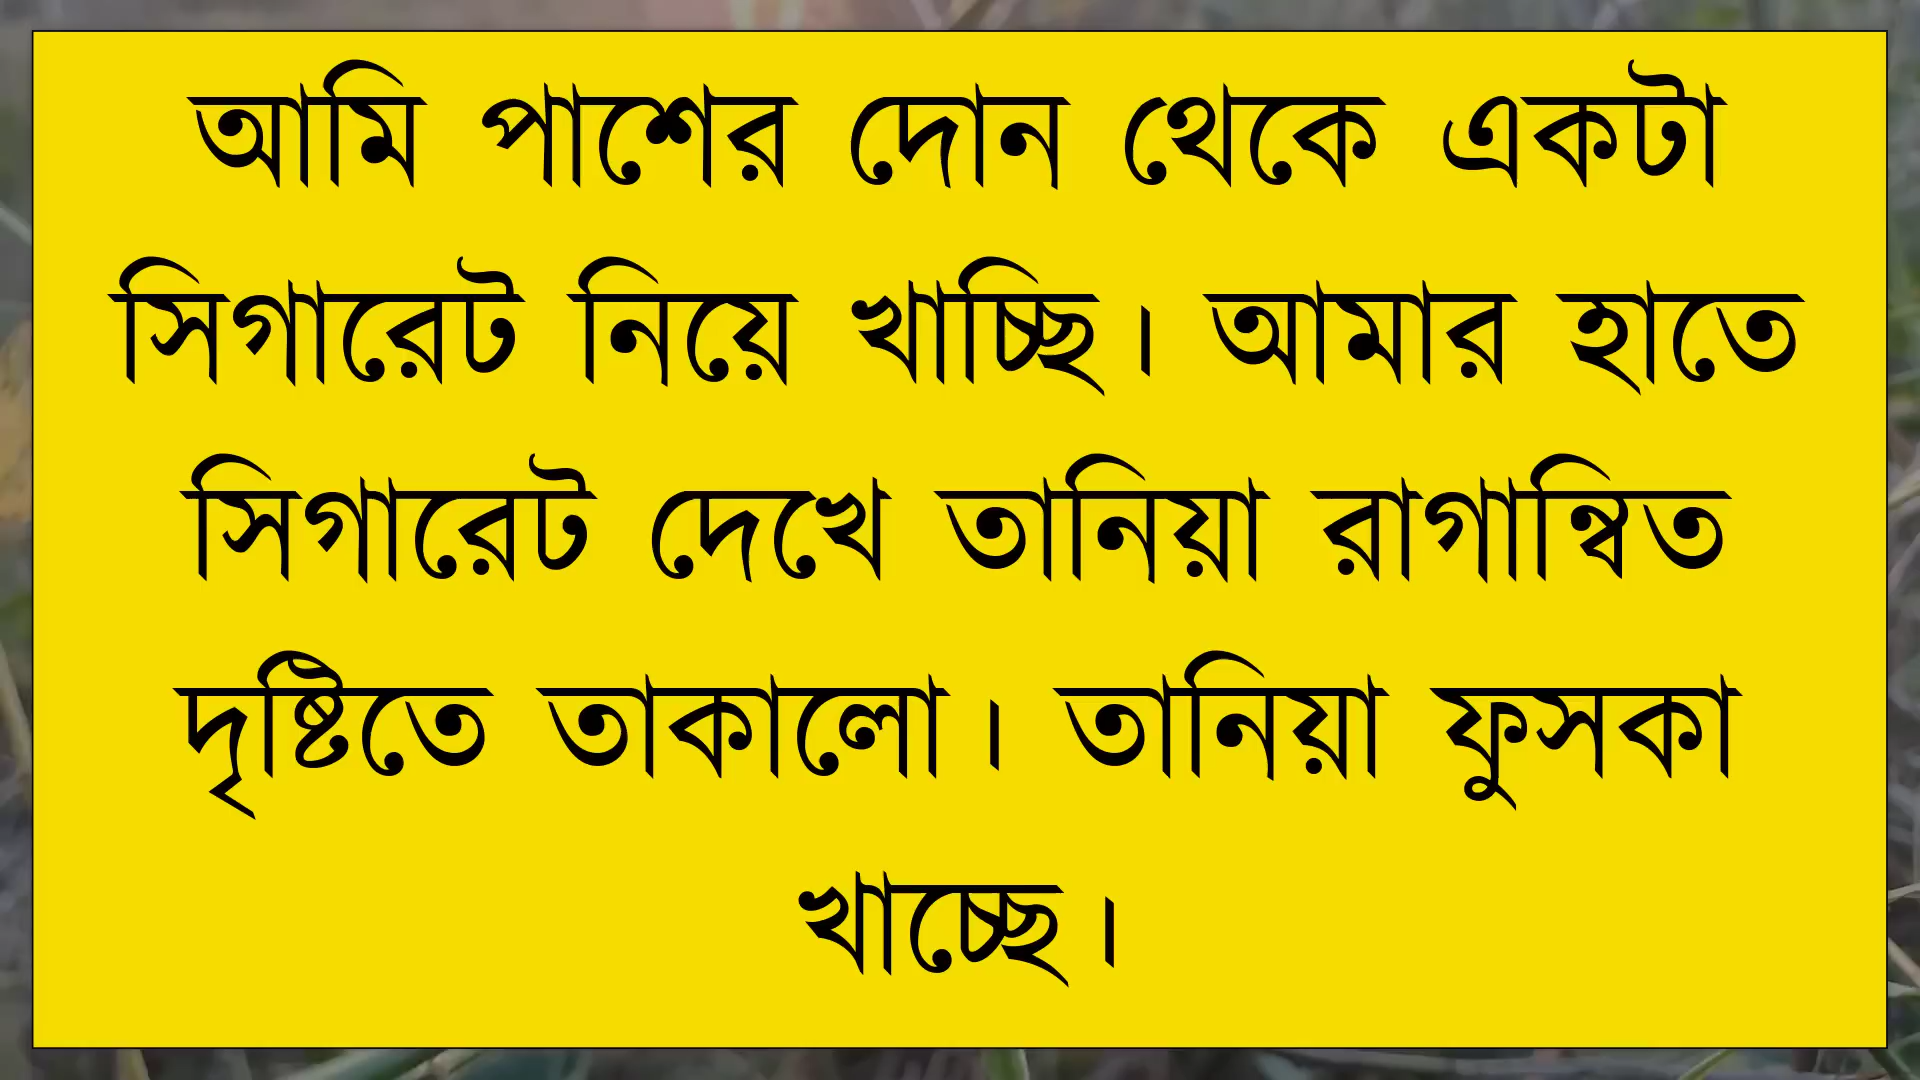 আমি পাশের দোন থেকে একটা
সিগারেট নিয়ে খাচ্ছি। আমার হাতে
সিগারেট দেখে তানিয়া রাগান্বিত
দৃষ্টিতে তাকালো। তানিয়া ফুসকা
খাচ্ছে।